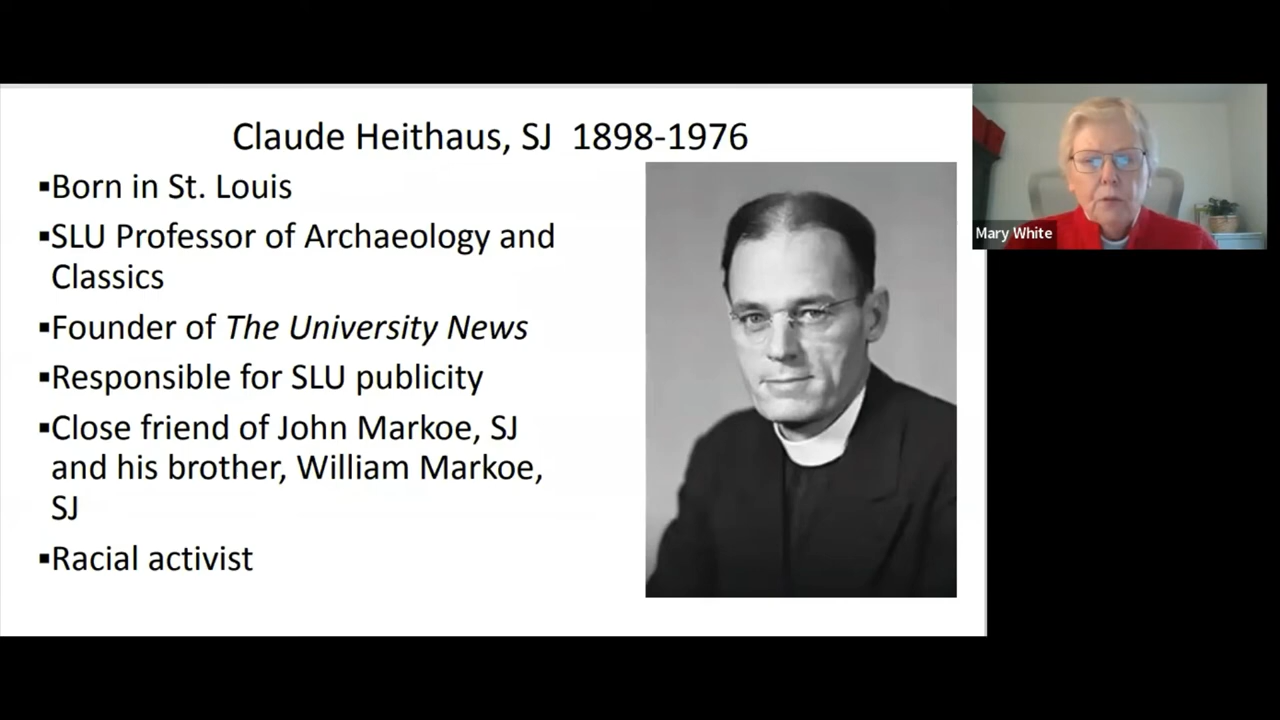 Claude Heithaus, SJ 1898-1976
▪Born in St. Louis
▪SLU Professor of Archaeology and
Classics
▪Founder of The University News
▪Responsible for SLU publicity
▪Close friend of John Markoe, SJ
and his brother, William Markoe,
SJ
▪Racial activist
Mary White